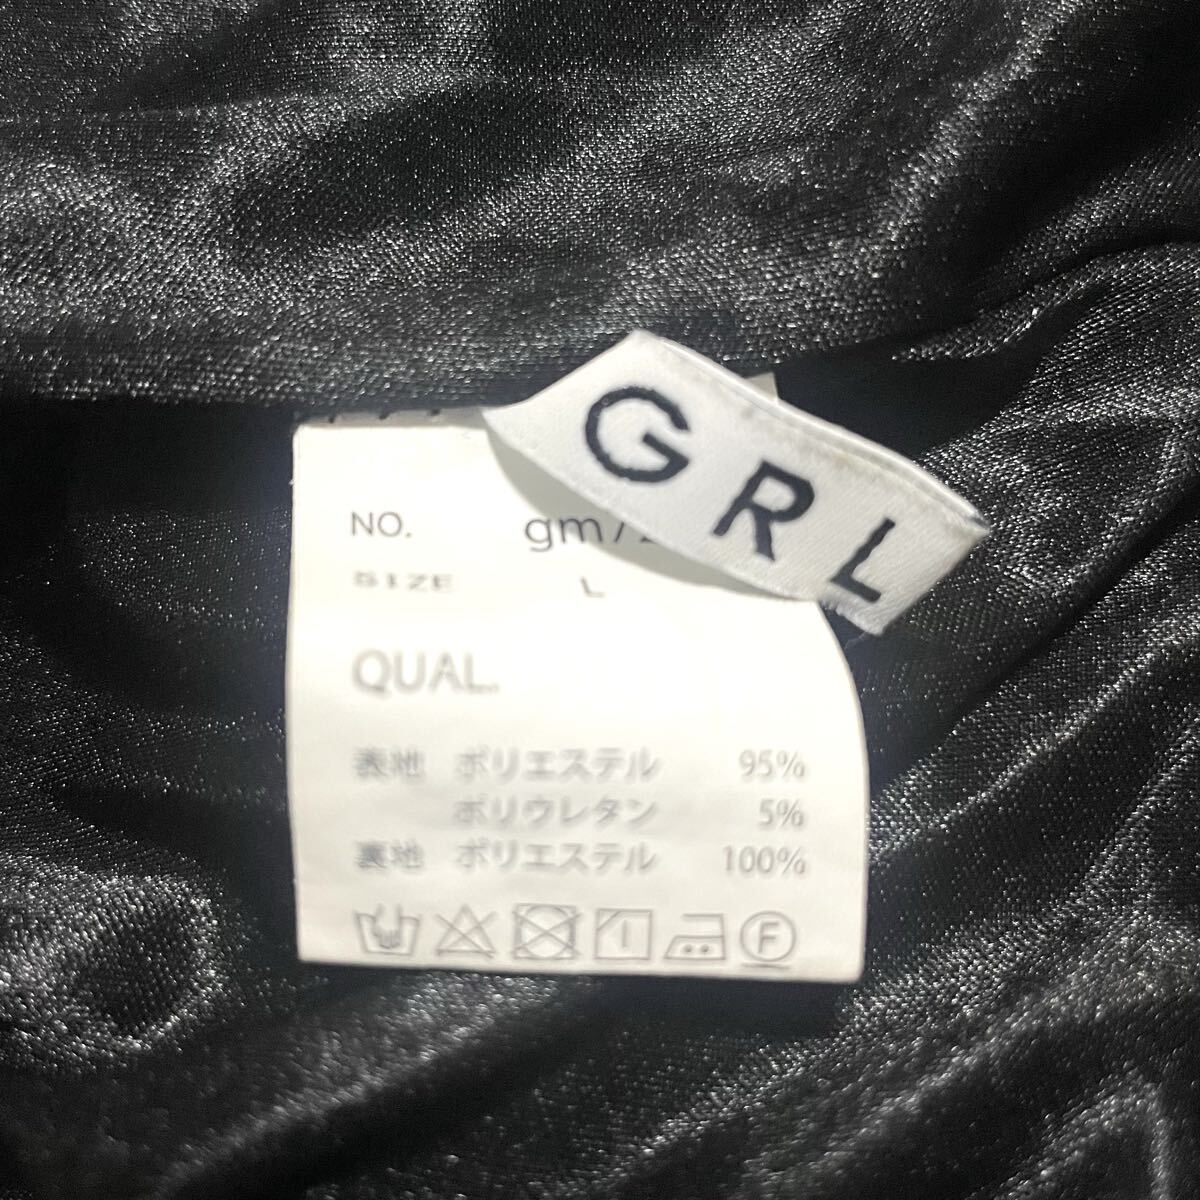 GRL
NO. gm7
SIZE L
QUAL.
表地 ポリエステル 95%
ポリウレタン 5%
裏地 ポリエステル 100%
F